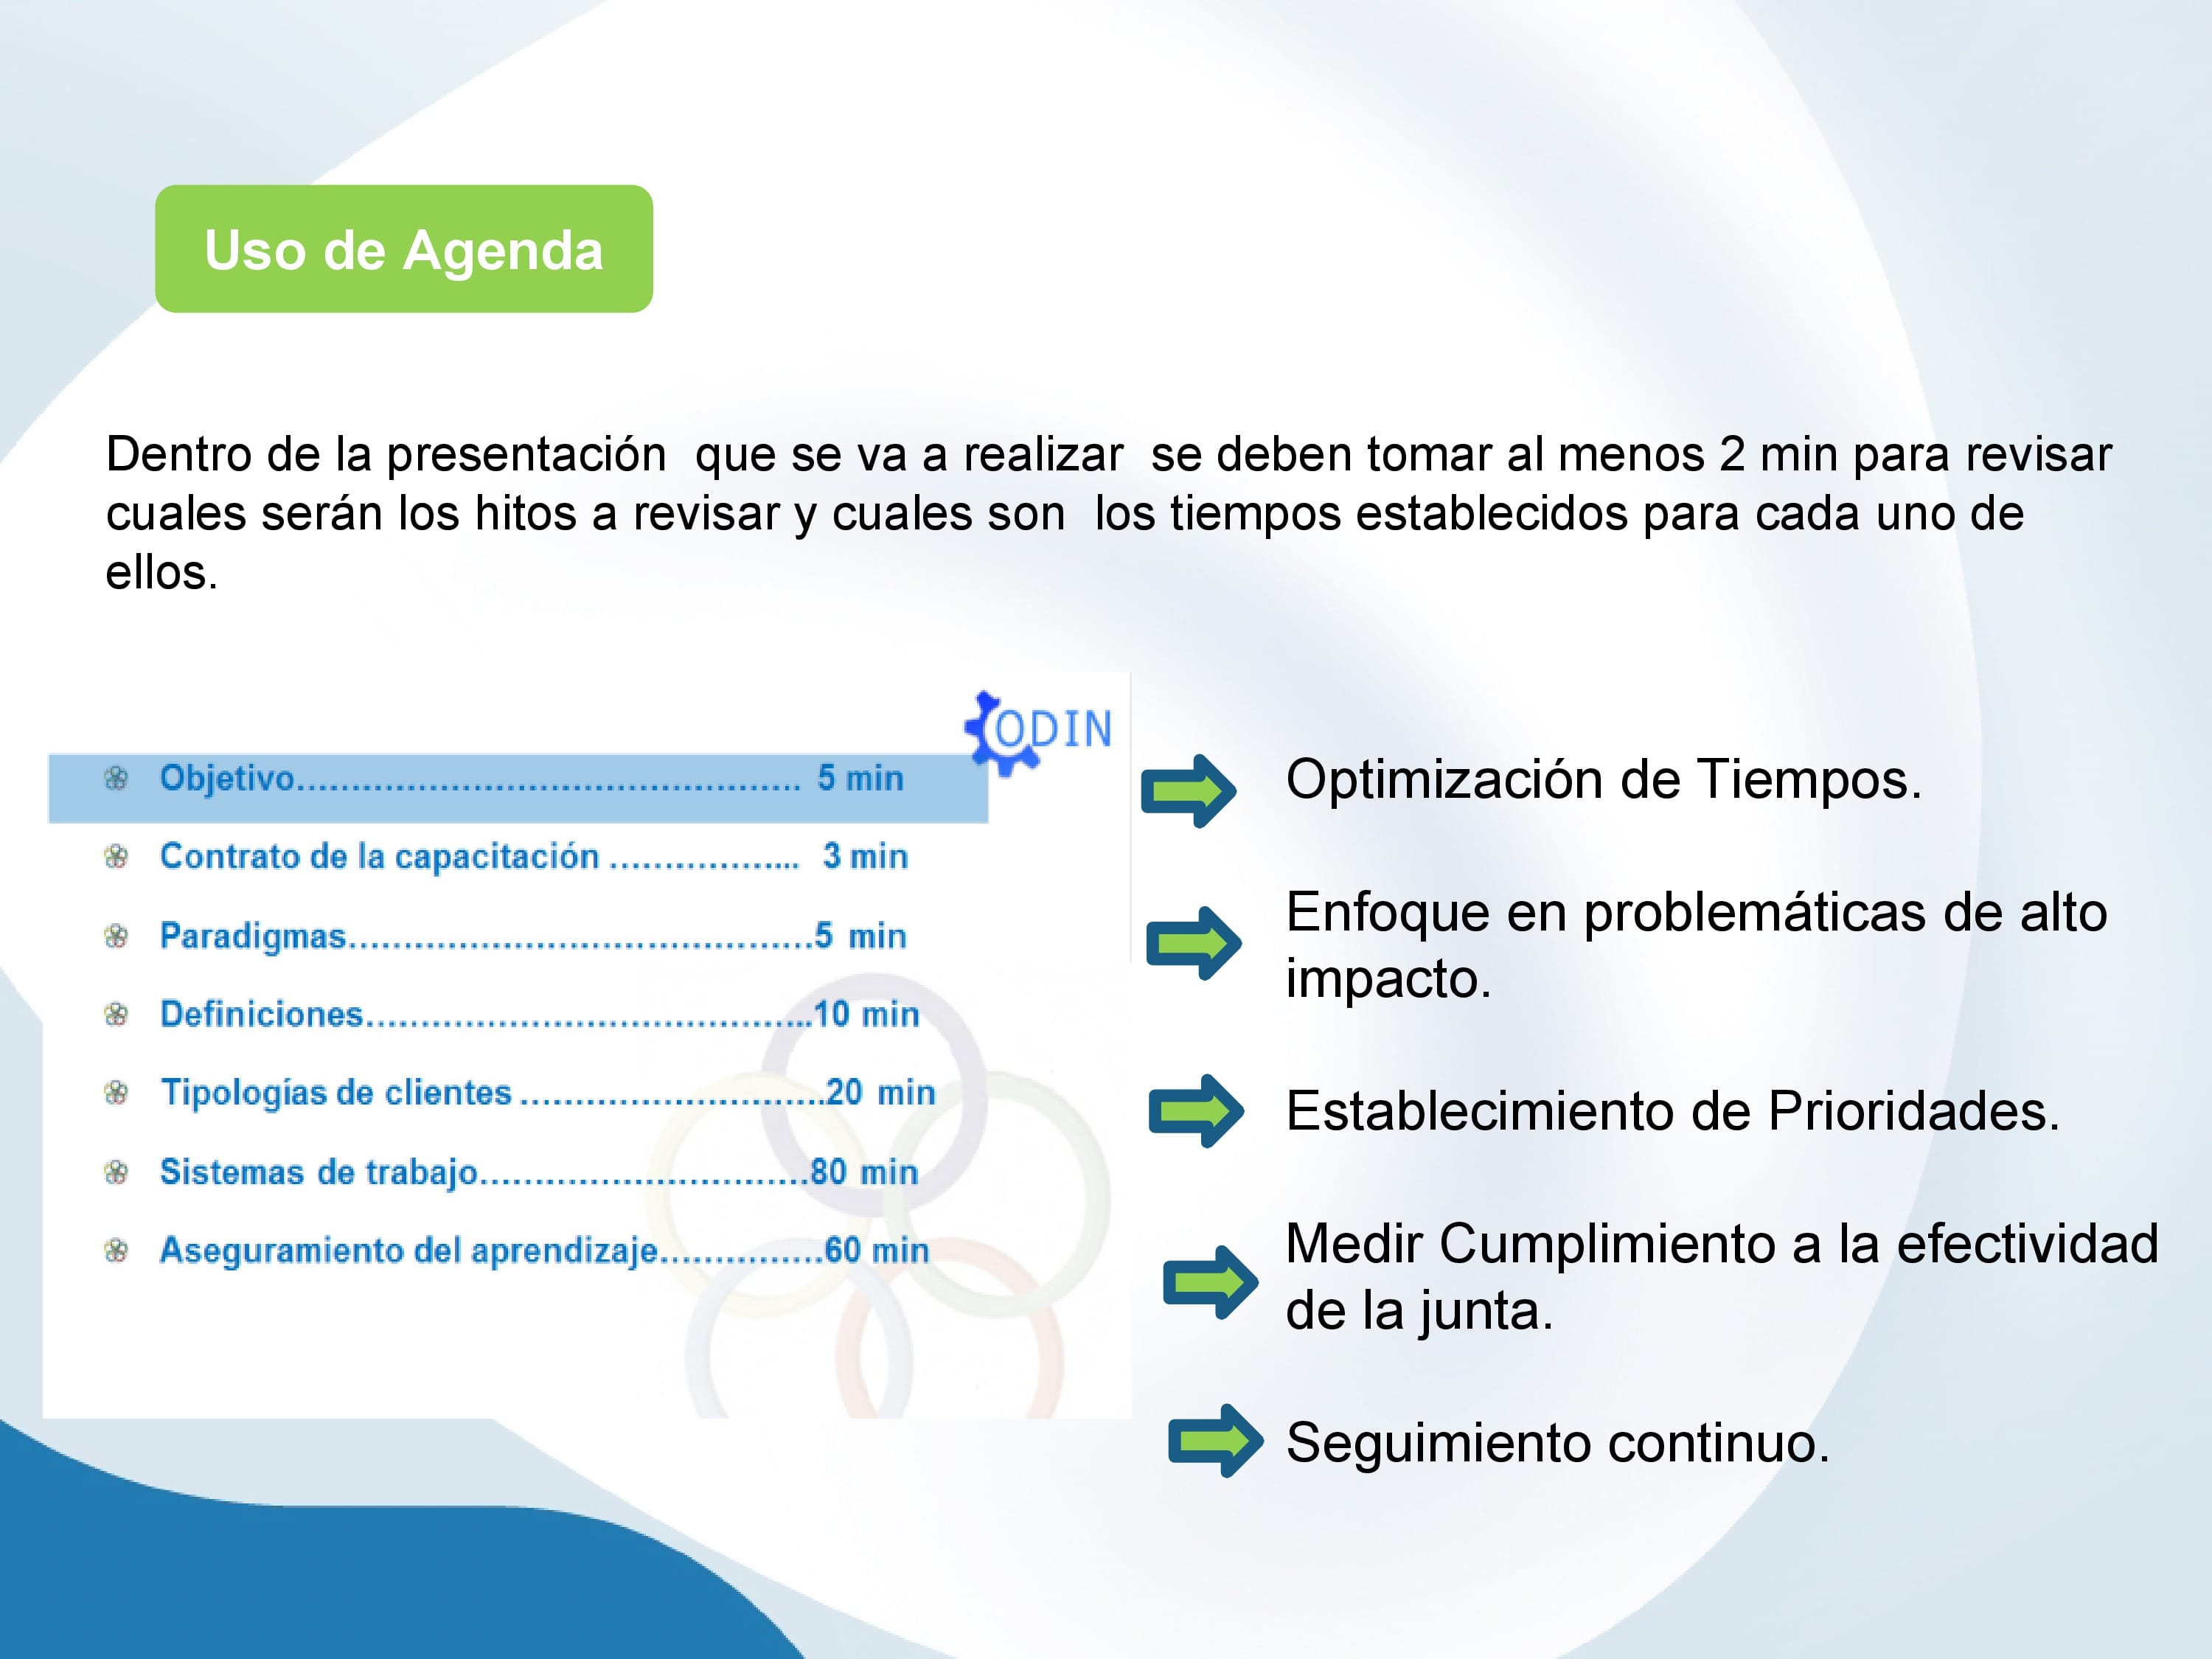 Uso de Agenda
Dentro de la presentación  que se va a realizar  se deben tomar al menos 2 min para revisar
cuales serán los hitos a revisar y cuales son  los tiempos establecidos para cada uno de
ellos.
ODIN
Objetivo………………………………………… 5 min
Contrato de la capacitación ……………... 3 min
Paradigmas……………………………………5 min
Definiciones…………………………………...10 min
Tipologías de clientes ………………………..20 min
Sistemas de trabajo…………………………80 min
Aseguramiento del aprendizaje……………60 min
Optimización de Tiempos.
Enfoque en problemáticas de alto
impacto.
Establecimiento de Prioridades.
Medir Cumplimiento a la efectividad
de la junta.
Seguimiento continuo.